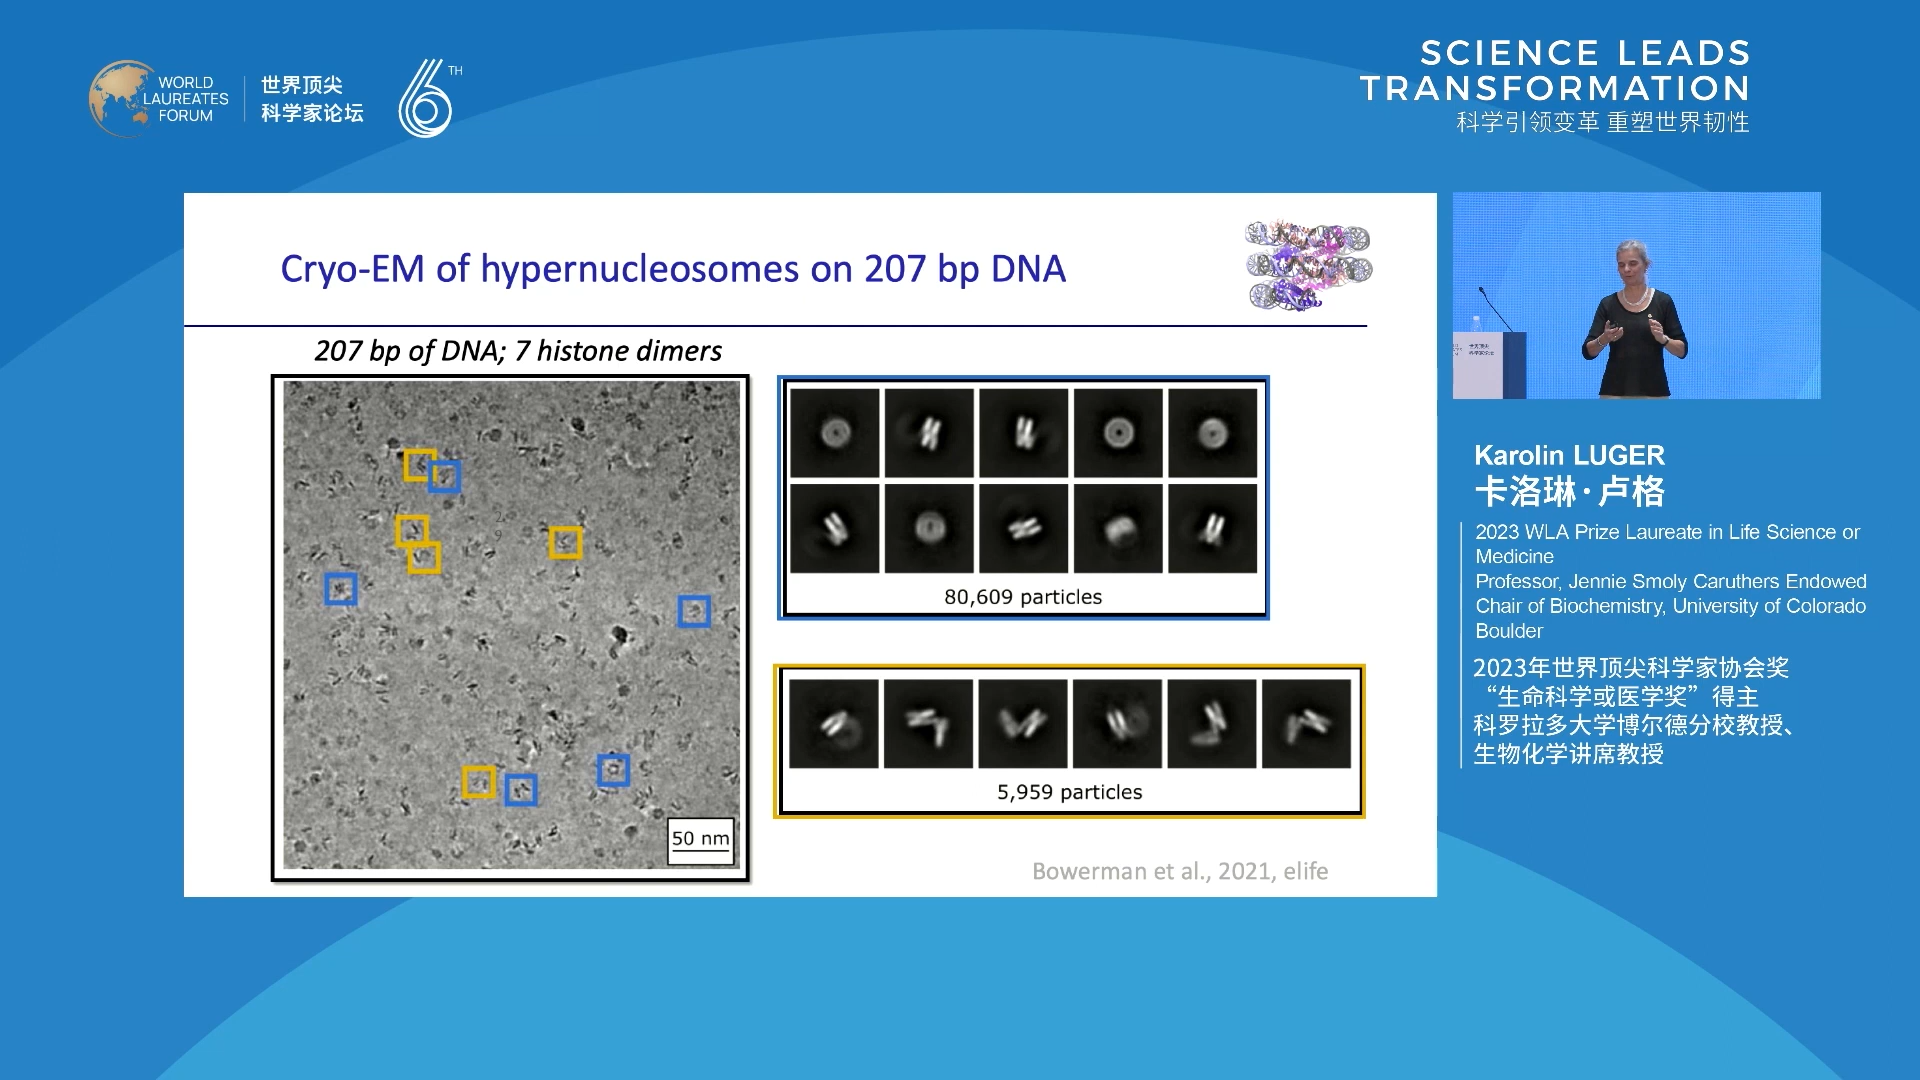 WORLD
LAUREATES
FORUM
世界顶尖
科学家论坛
6TH
SCIENCE LEADS
TRANSFORMATION
科学引领变革 重塑世界韧性
Cryo-EM of hypernucleosomes on 207 bp DNA
207 bp of DNA; 7 histone dimers
29
50 nm
80,609 particles
5,959 particles
Bowerman et al., 2021, elife
Karolin LUGER
卡洛琳·卢格
2023 WLA Prize Laureate in Life Science or
Medicine
Professor, Jennie Smoly Caruthers Endowed
Chair of Biochemistry, University of Colorado
Boulder
2023年世界顶尖科学家协会奖
“生命科学或医学奖”得主
科罗拉多大学博尔德分校教授、
生物化学讲席教授